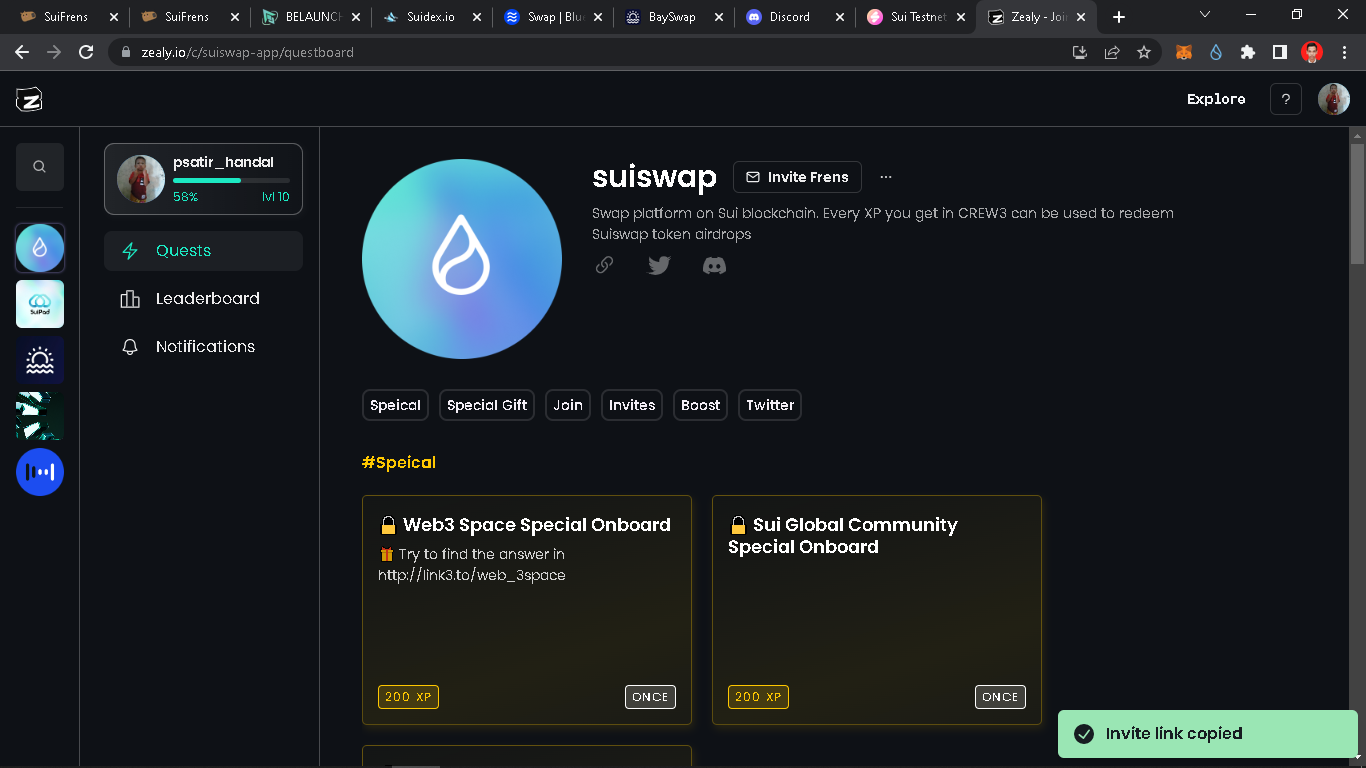 SuiFrens
SuiFrens
BELAUNCH
Suidex.io
Swap | Blu
BaySwap
Discord
Sui Testnet
Zealy - Joi
zealy.io/c/suiswap-app/questboard
Explore
?
psatir_handal
58% lvl 10
Quests
Leaderboard
Notifications
SuiPad
suiswap
Invite Frens
...
Swap platform on Sui blockchain. Every XP you get in CREW3 can be used to redeem
Suiswap token airdrops
Speical
Special Gift
Join
Invites
Boost
Twitter
#Speical
Web3 Space Special Onboard
Try to find the answer in
http://link3.to/web_3space
200 XP
ONCE
Sui Global Community
Special Onboard
200 XP
ONCE
Invite link copied